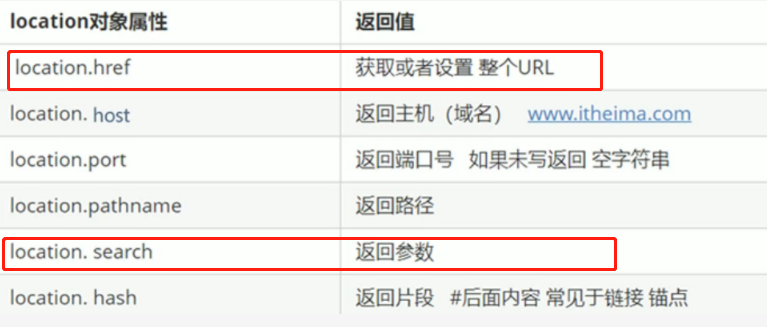 location对象属性 返回值
location.href 获取或者设置 整个URL
location. host 返回主机（域名） www.itheima.com
location.port 返回端口号 如果未写返回 空字符串
location.pathname 返回路径
location. search 返回参数
location. hash 返回片段 #后面内容 常见于链接 锚点